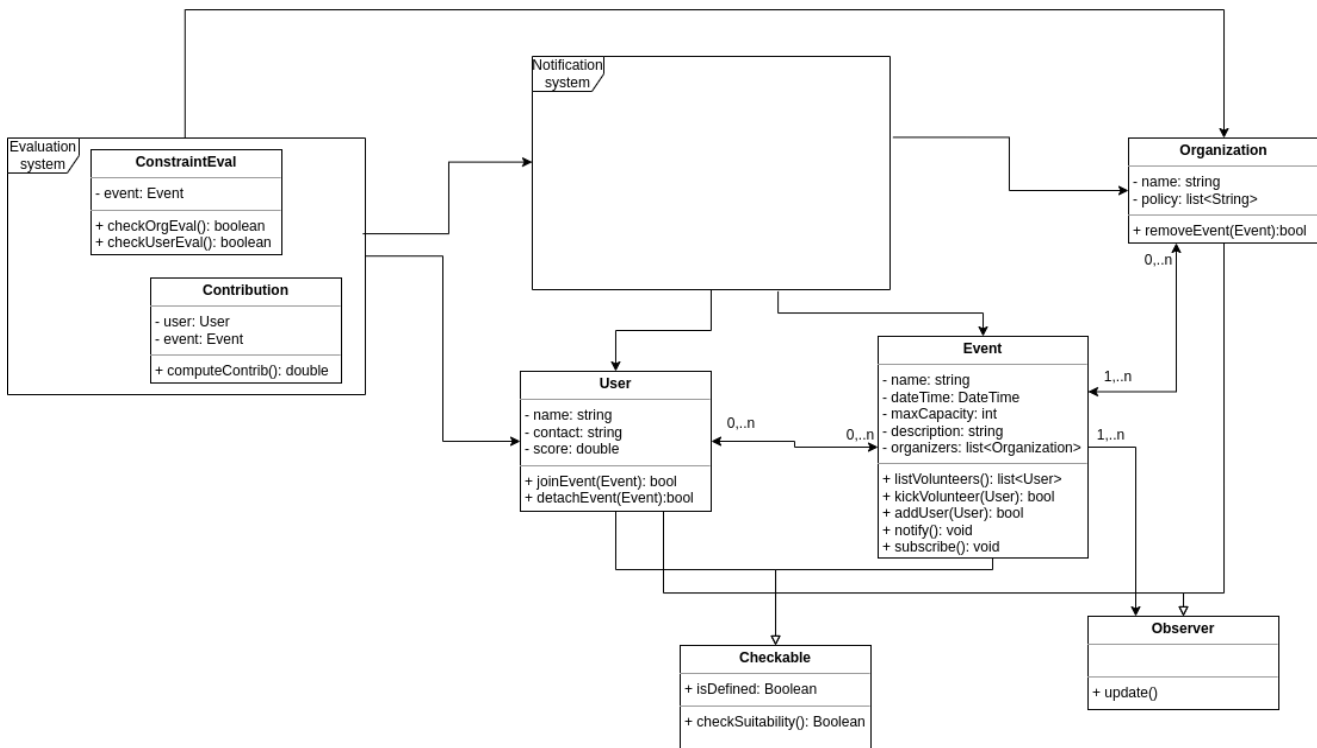 Notification
system
Evaluation
system
ConstraintEval
- event: Event
+ checkOrgEval(): boolean
+ checkUserEval(): boolean
Contribution
- user: User
- event: Event
+ computeContrib(): double
Organization
- name: string
- policy: list<String>
+ removeEvent(Event):bool
0,..n
1,..n
Event
- name: string
- dateTime: DateTime
- maxCapacity: int
- description: string
- organizers: list<Organization>
+ listVolunteers(): list<User>
+ kickVolunteer(User): bool
+ addUser(User): bool
+ notify(): void
+ subscribe(): void
1,..n
User
- name: string
- contact: string
- score: double
+ joinEvent(Event): bool
+ detachEvent(Event):bool
0,..n
0,..n
Checkable
+ isDefined: Boolean
+ checkSuitability(): Boolean
Observer
+ update()